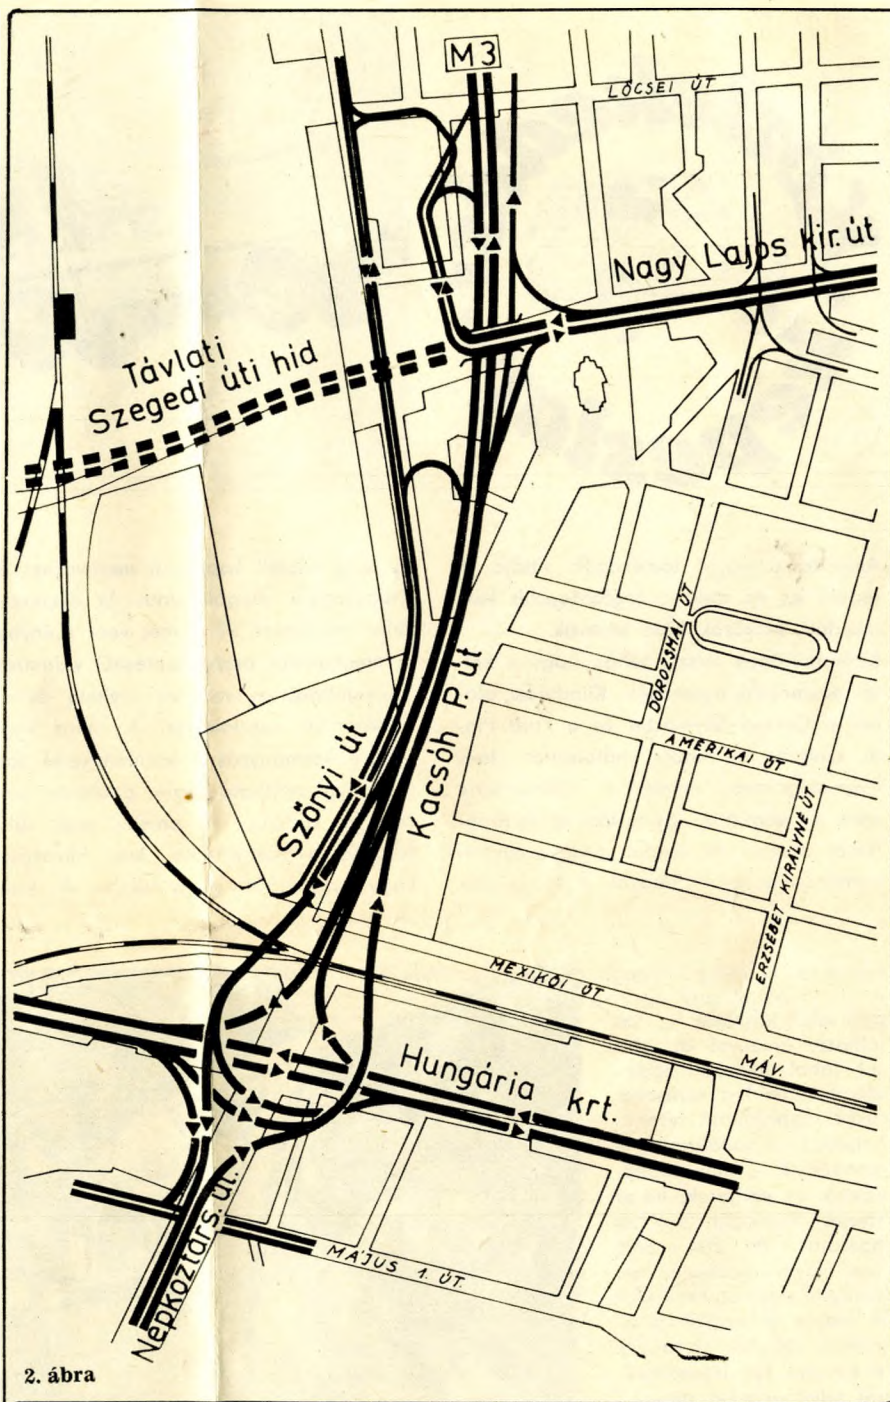 M3
LŐCSEI ÚT
Nagy Lajos kir. út
Távlati
Szegedi úti híd
DOROZSMAI ÚT
Kacsóh P. út
AMERIKAI ÚT
Szőnyi út
ERZSÉBET KIRÁLYNÉ ÚT
MEXIKÓI ÚT
MÁV.
Hungária krt.
Népköztárs. út.
MÁJUS 1. ÚT.
2. ábra